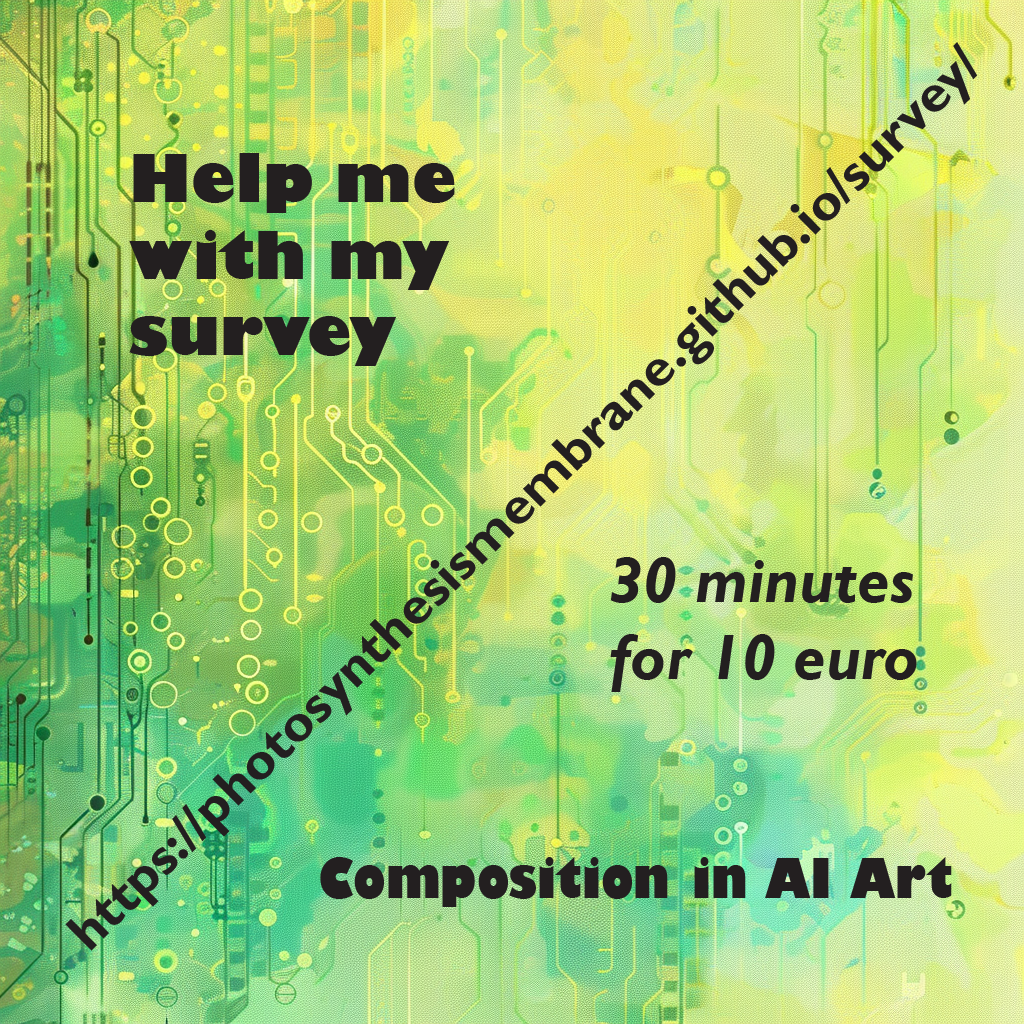 Help me
with my
survey
https://photosynthesismembrane.github.io/survey/
30 minutes
for 10 euro
Composition in AI Art